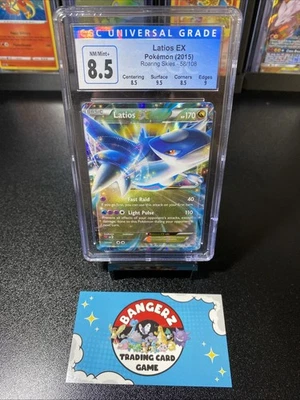 CGC UNIVERSAL GRADE
NM/Mint+
8.5
Latios EX
Pokémon (2015)
Roaring Skies - 58/108
Centering
8.5
Surface
9.5
Corners
8.5
Edges
9
Latios EX
HP170
Fast Raid 40
Light Pulse 110
BANGERZ
TRADING CARD
GAME